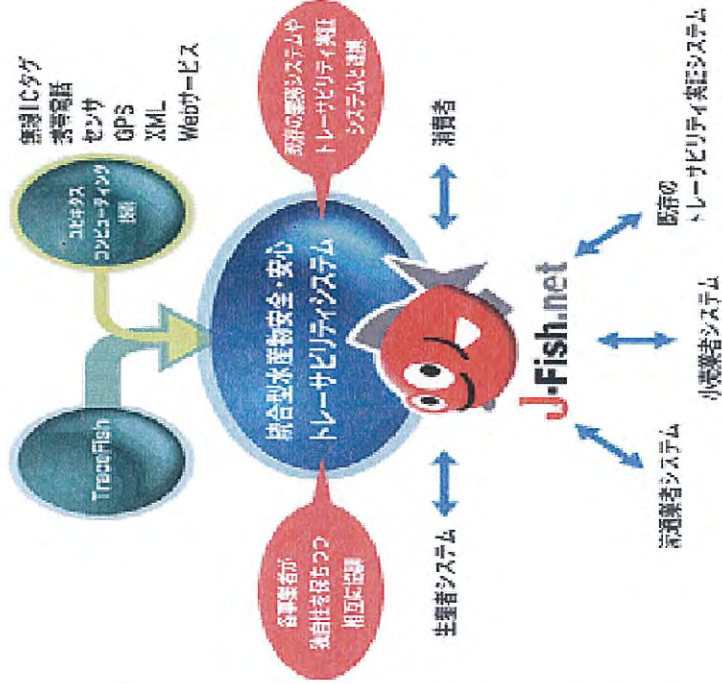 無線ICタグ
携帯電話
センサ
GPS
XML
Webサービス
ユビキタス
コンピューティング
技術
TraceFish
統合型水産物安全・安心
トレーサビリティシステム
既存の業務システムや
トレーサビリティ実証
システムと連携
各事業者が
独自性を保ちつつ
相互に協調
生産者システム
消費者
J-Fish.net
流通業者システム
小売業者システム
既存の
トレーサビリティ実証システム